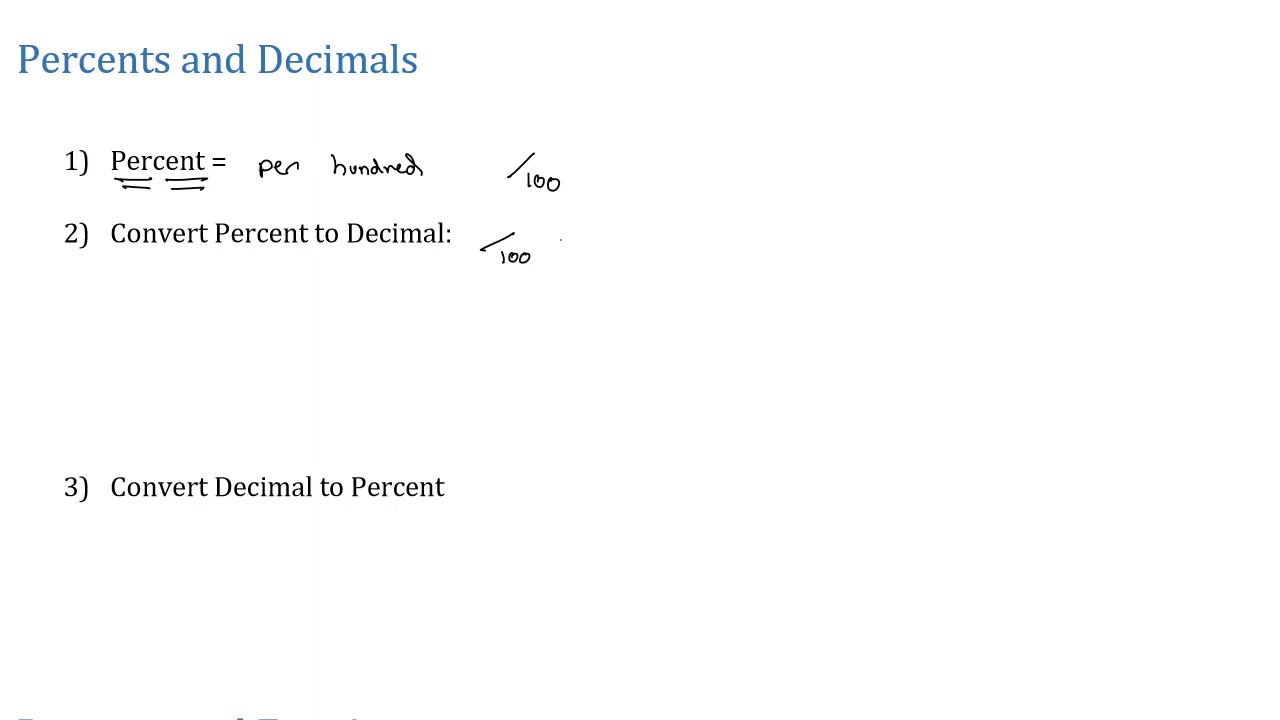 Percents and Decimals
1) Percent = per hundred /100
2) Convert Percent to Decimal: /100
3) Convert Decimal to Percent